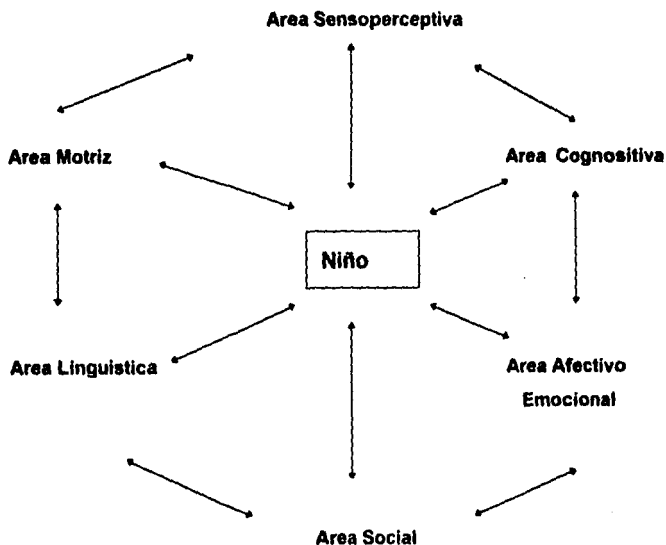 Area Sensoperceptiva
Area Motriz
Area Cognositiva
Niño
Area Linguistica
Area Afectivo
Emocional
Area Social